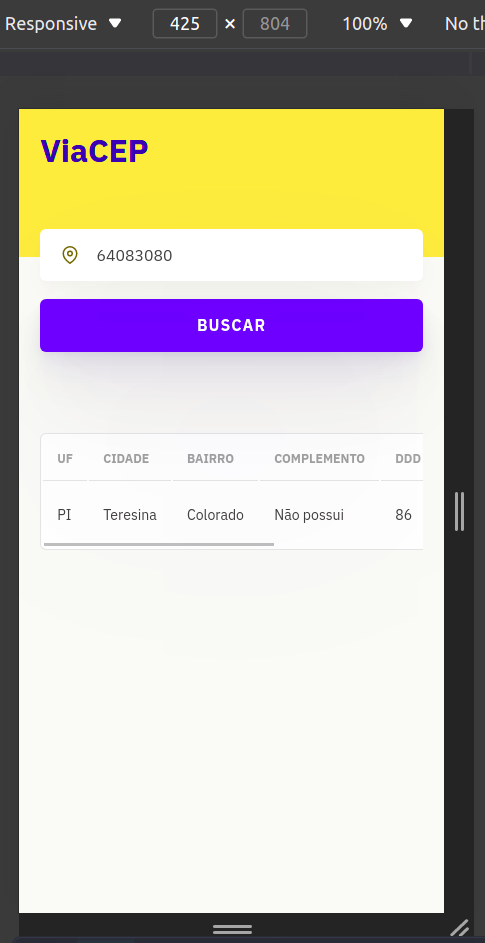 Responsive 425 × 804 100% No th
ViaCEP
64083080
BUSCAR
UF CIDADE BAIRRO COMPLEMENTO DDD
PI Teresina Colorado Não possui 86